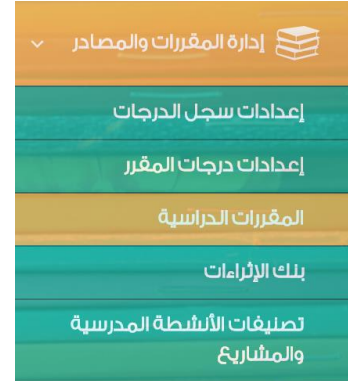 إدارة المقررات والمصادر
إعدادات سجل الدرجات
إعدادات درجات المقرر
المقررات الدراسية
بنك الإثراءات
تصنيفات الأنشطة المدرسية
والمشاريع